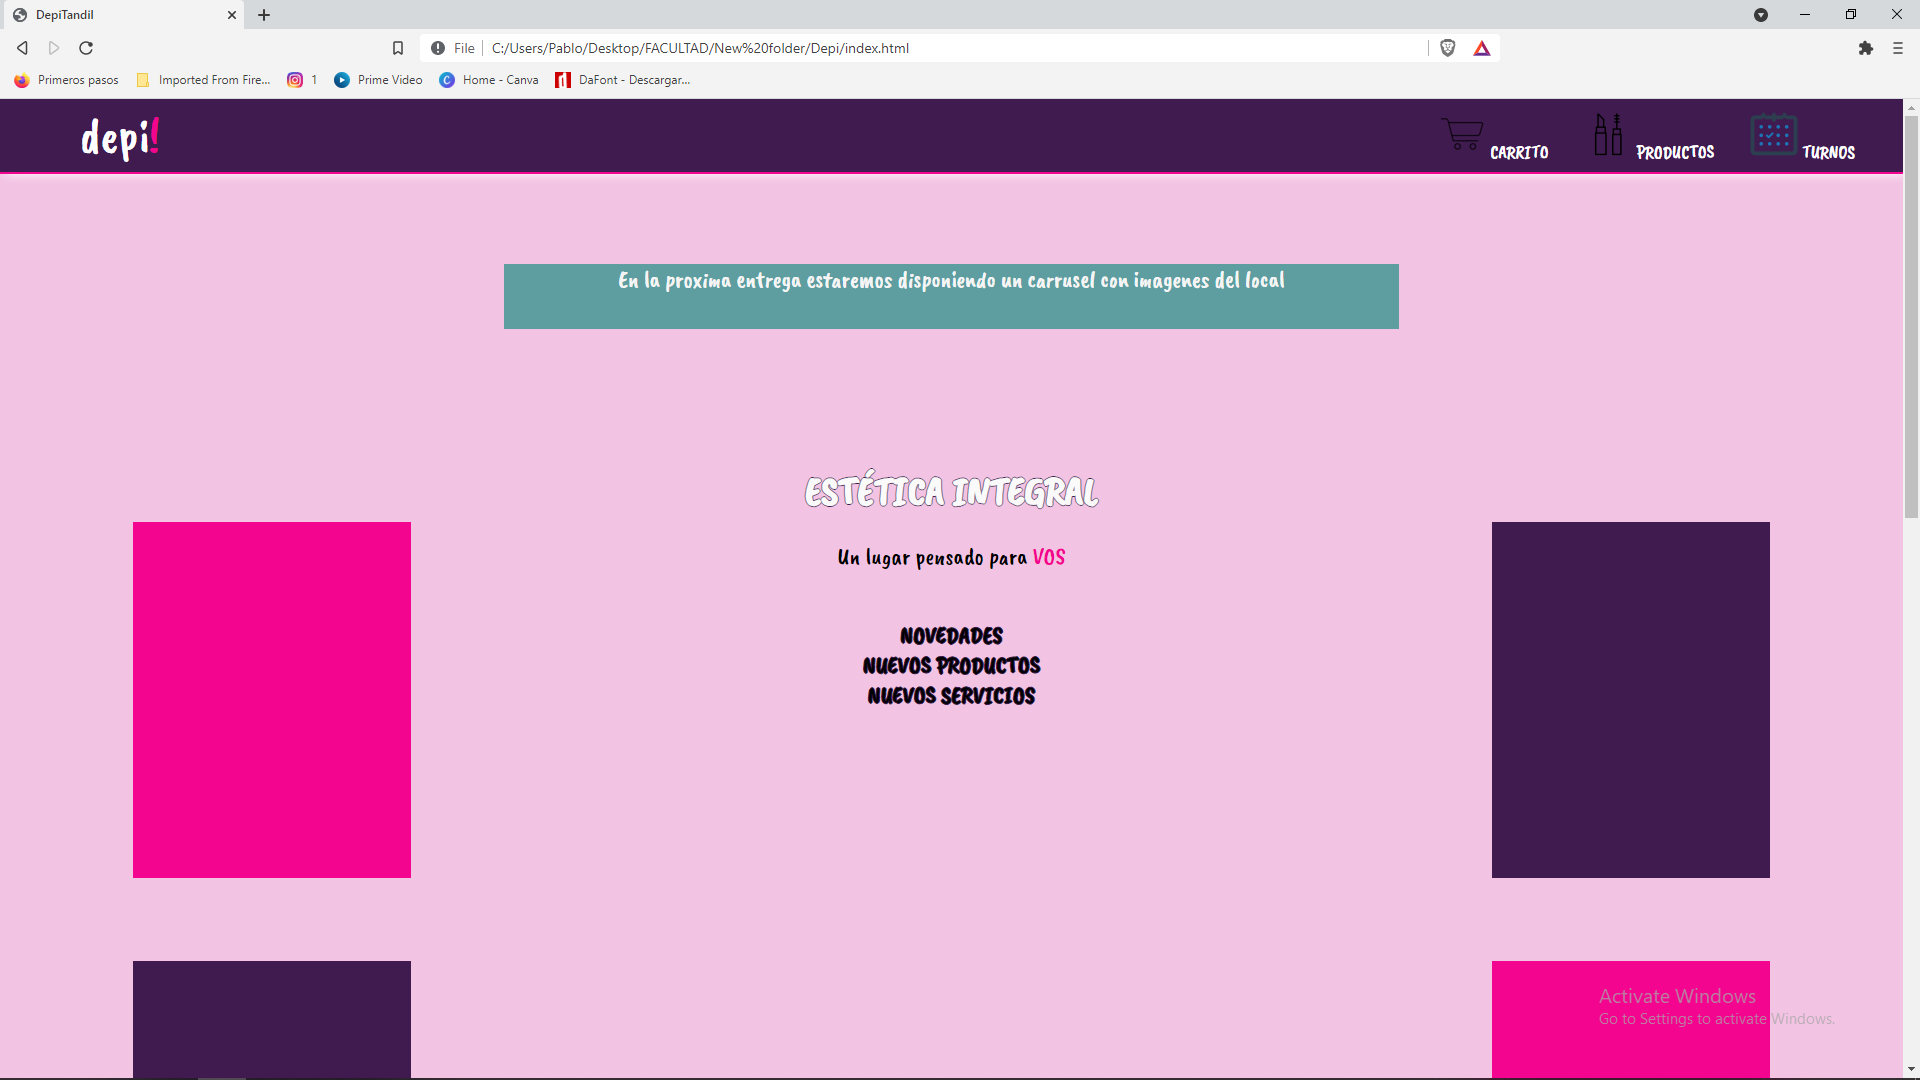 DepiTandil
File C:/Users/Pablo/Desktop/FACULTAD/New%20folder/Depi/index.html
Primeros pasos Imported From Fire... 1 Prime Video Home - Canva DaFont - Descargar...
depi! CARRITO PRODUCTOS TURNOS
En la proxima entrega estaremos disponiendo un carrusel con imagenes del local
ESTÉTICA INTEGRAL
Un lugar pensado para VOS
NOVEDADES
NUEVOS PRODUCTOS
NUEVOS SERVICIOS
Activate Windows
Go to Settings to activate Windows.